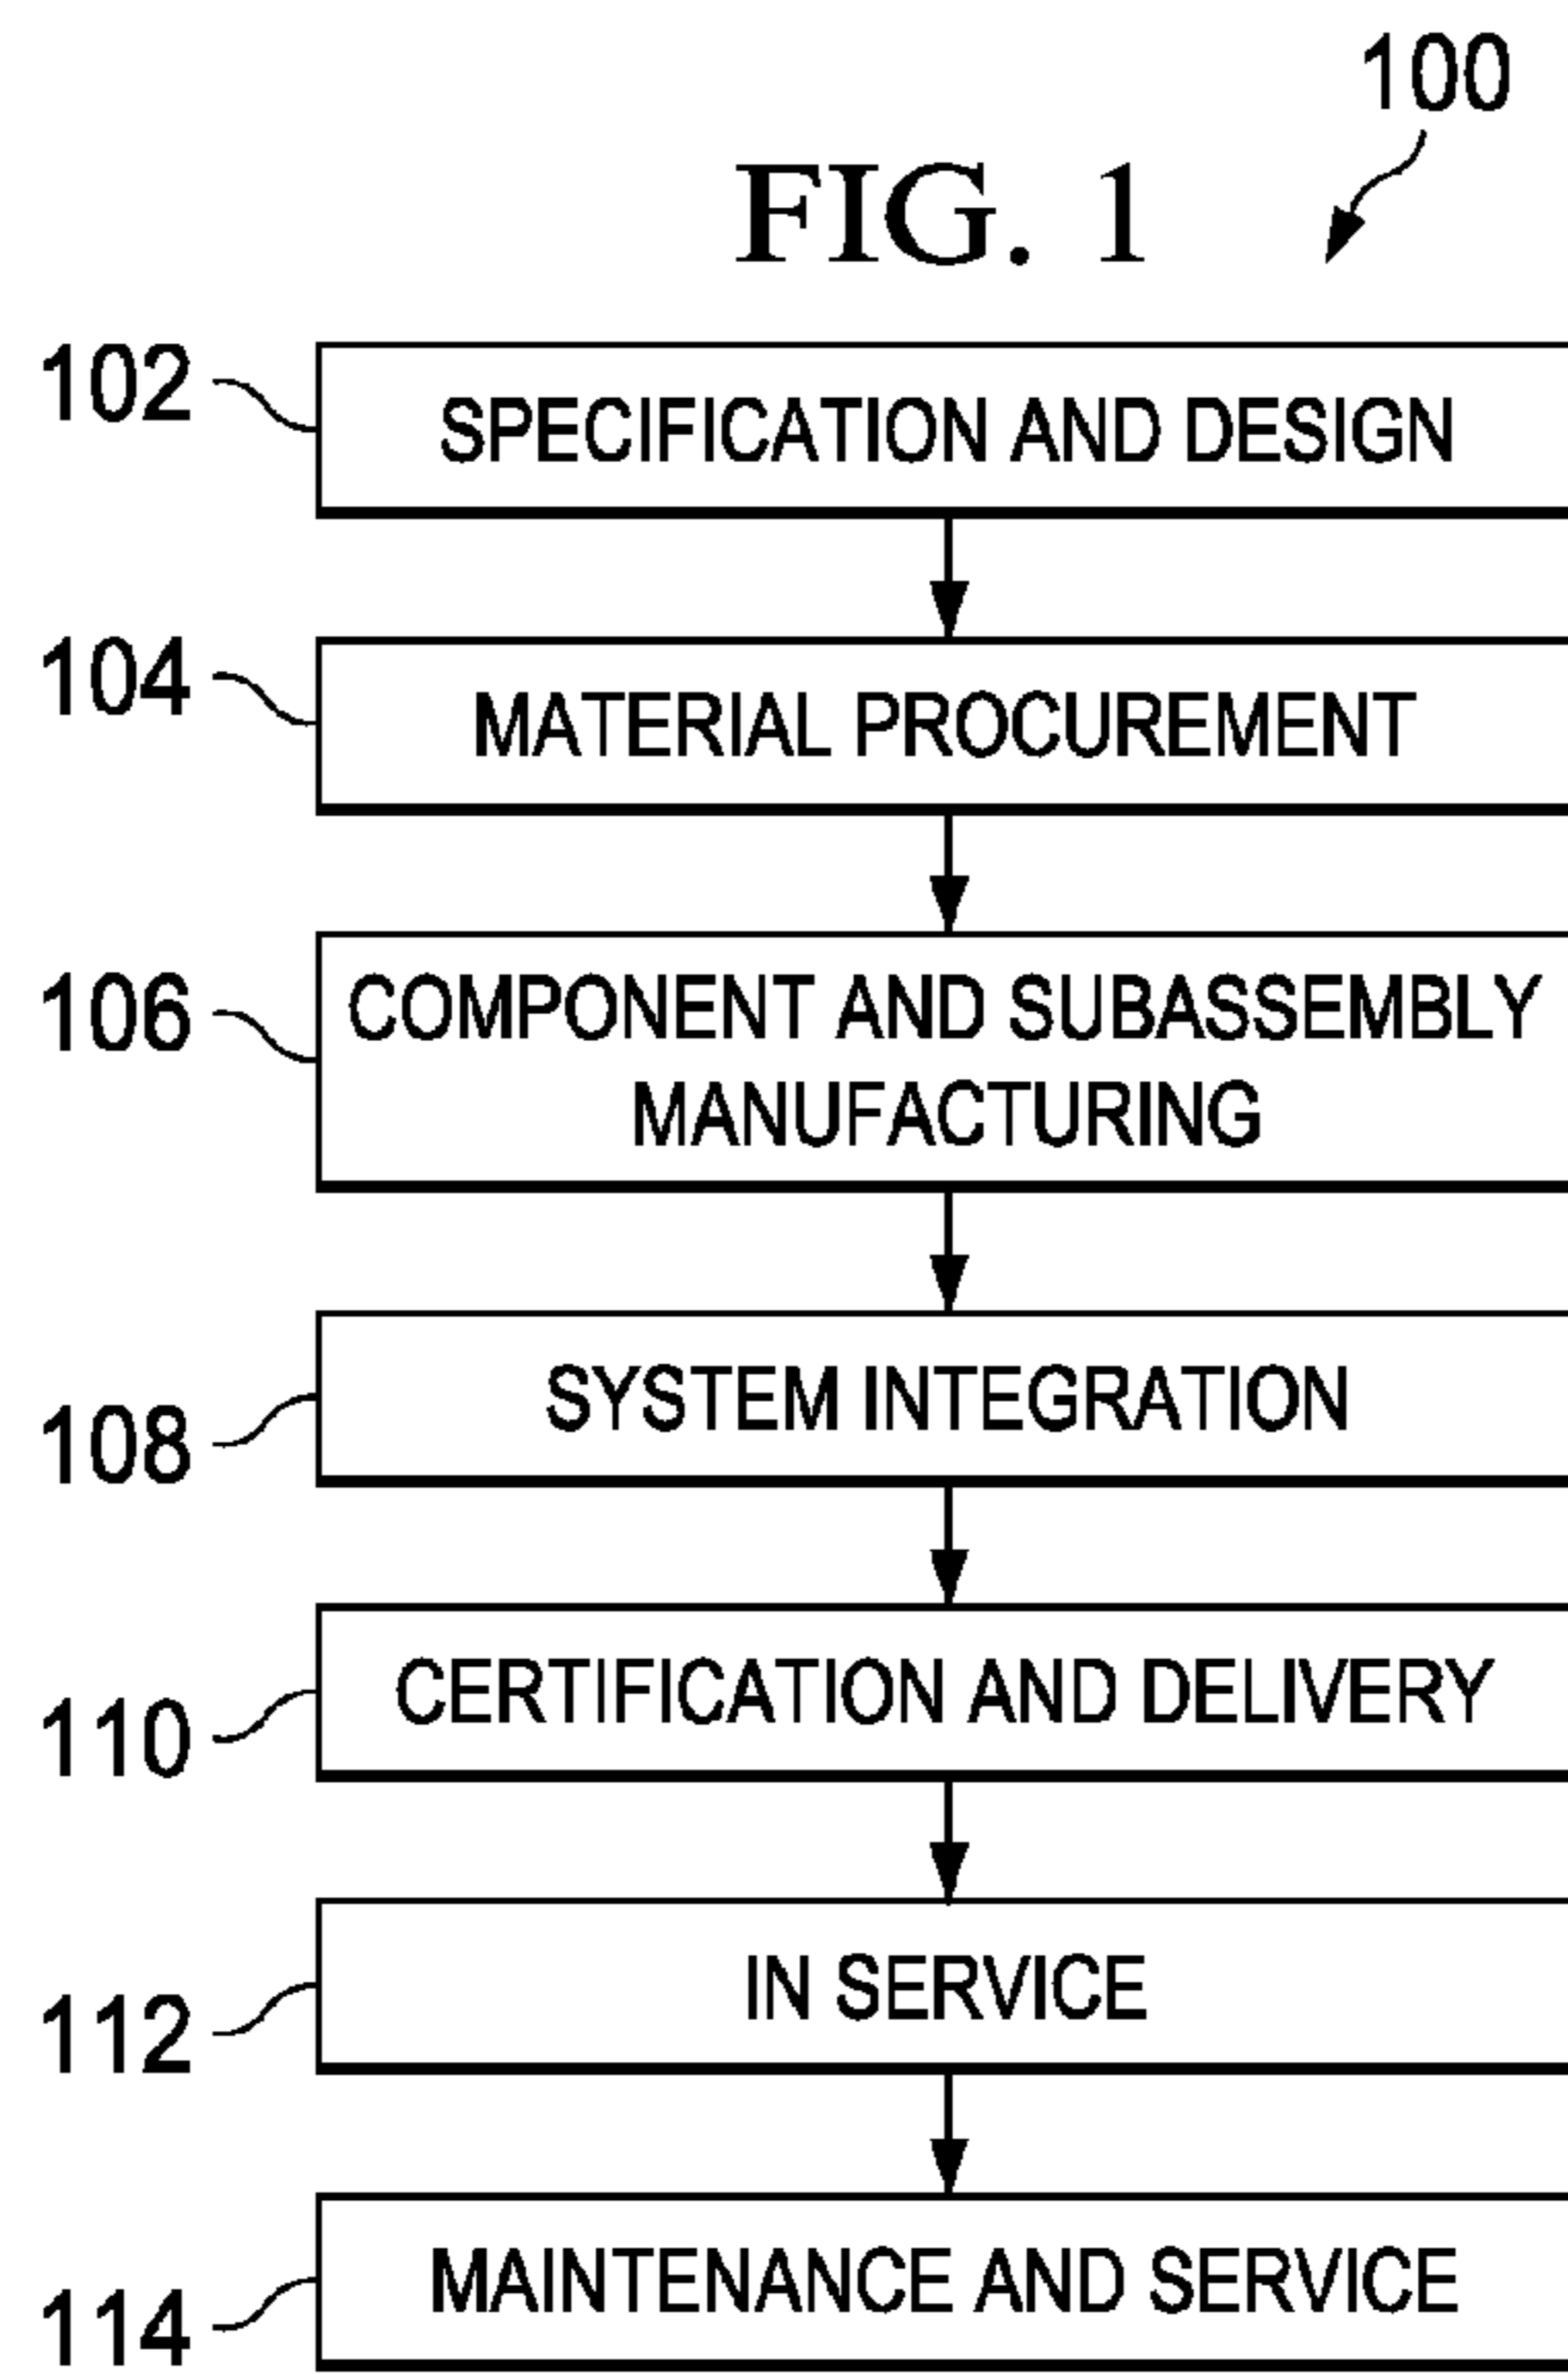 100
FIG. 1
102
SPECIFICATION AND DESIGN
104
MATERIAL PROCUREMENT
106
COMPONENT AND SUBASSEMBLY
MANUFACTURING
108
SYSTEM INTEGRATION
110
CERTIFICATION AND DELIVERY
112
IN SERVICE
114
MAINTENANCE AND SERVICE